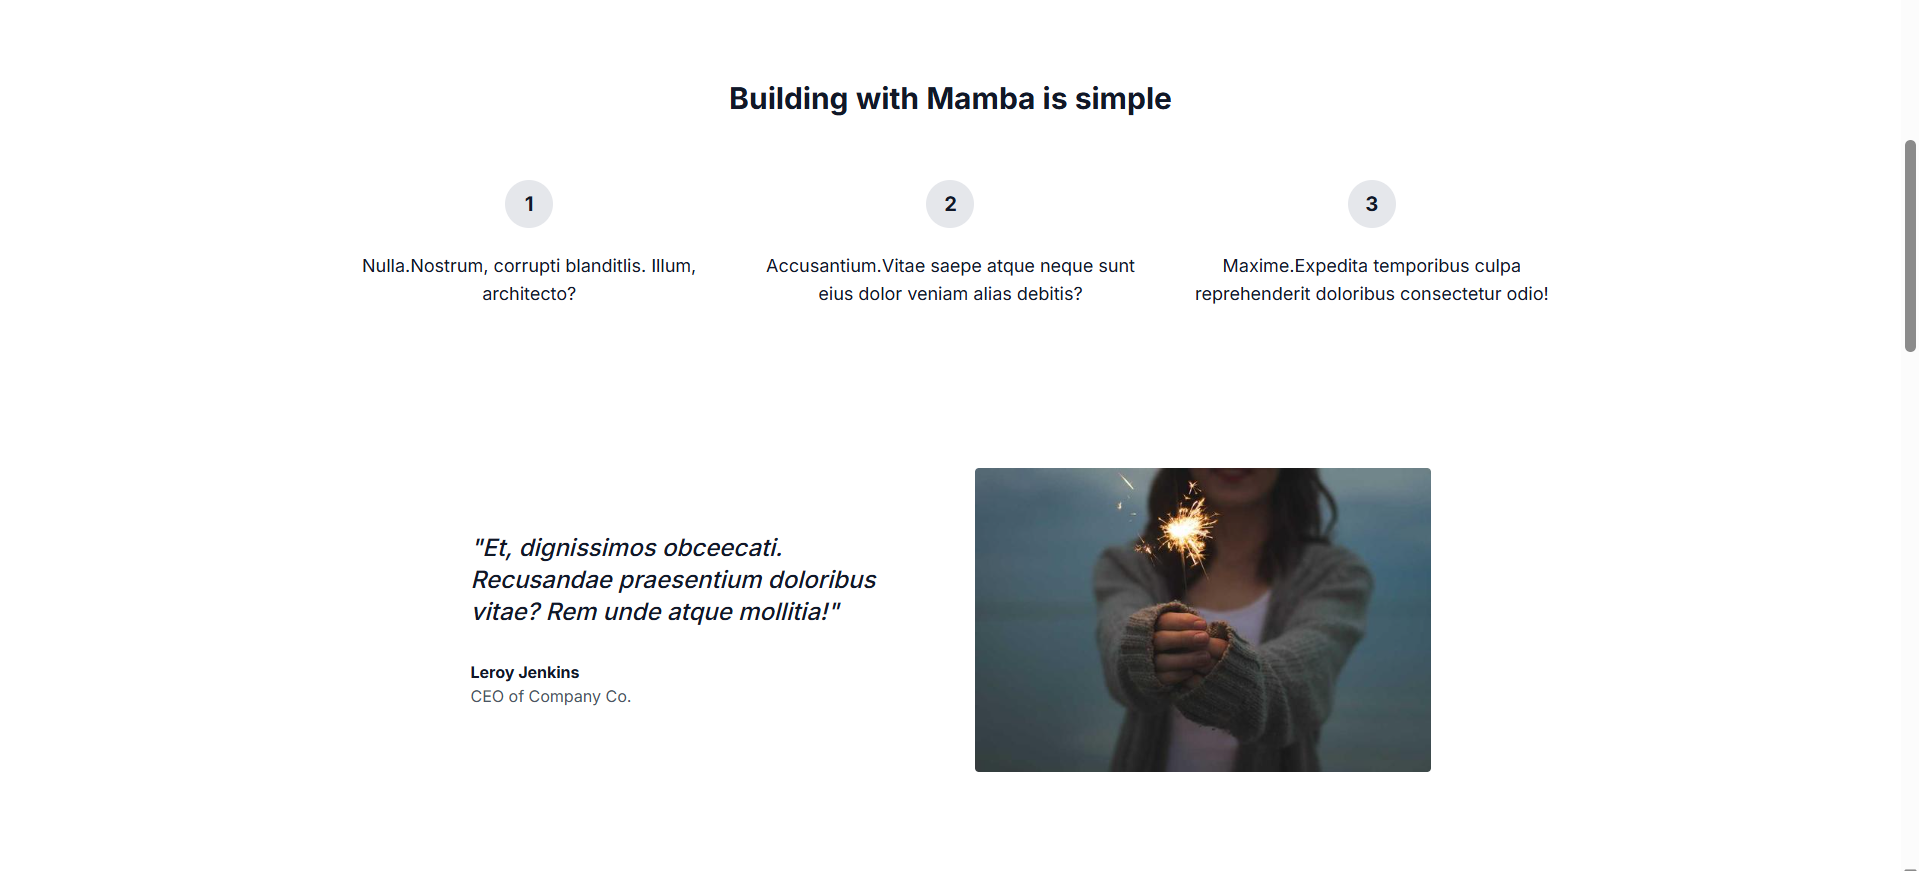 Building with Mamba is simple
1
2
3
Nulla.Nostrum, corrupti blanditlis. Illum,
architecto?
Accusantium.Vitae saepe atque neque sunt
eius dolor veniam alias debitis?
Maxime.Expedita temporibus culpa
reprehenderit doloribus consectetur odio!
"Et, dignissimos obceecati.
Recusandae praesentium doloribus
vitae? Rem unde atque mollitia!"
Leroy Jenkins
CEO of Company Co.